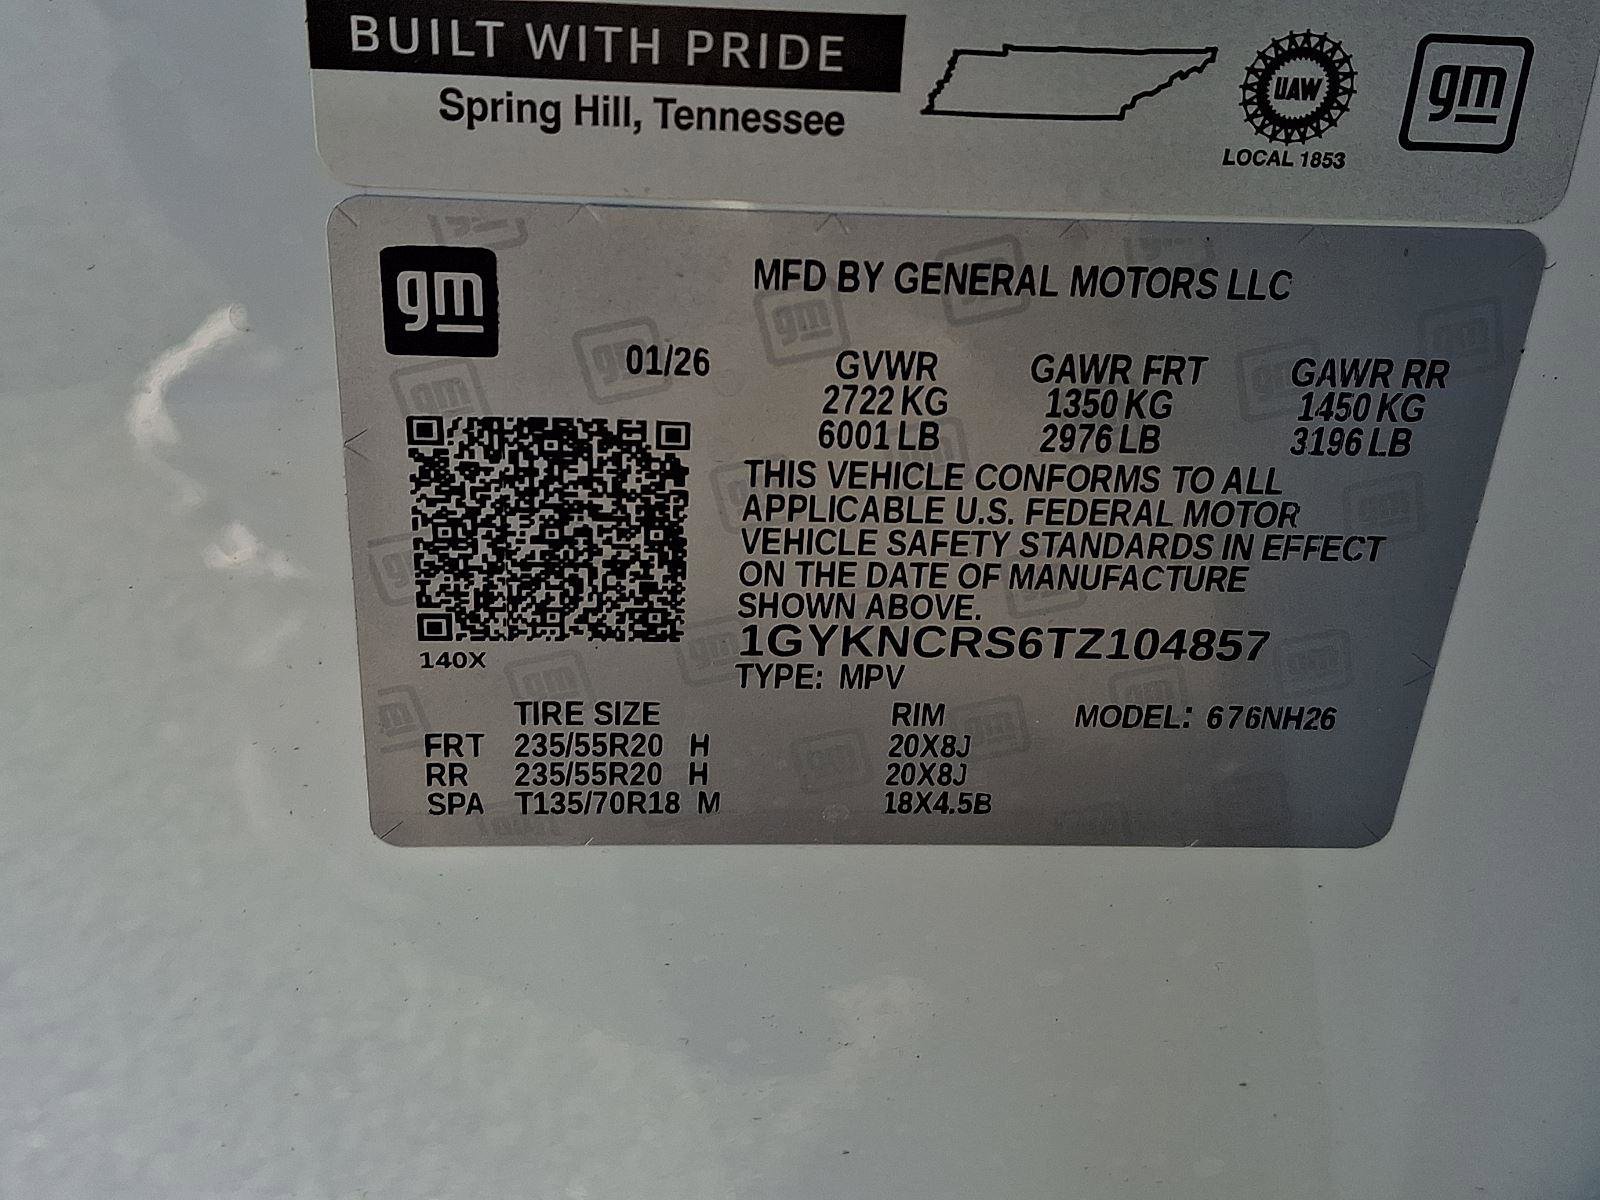 BUILT WITH PRIDE
Spring Hill, Tennessee
UAW
LOCAL 1853
gm
gm
MFD BY GENERAL MOTORS LLC
01/26
GVWR GAWR FRT GAWR RR
2722 KG 1350 KG 1450 KG
6001 LB 2976 LB 3196 LB
THIS VEHICLE CONFORMS TO ALL
APPLICABLE U.S. FEDERAL MOTOR
VEHICLE SAFETY STANDARDS IN EFFECT
ON THE DATE OF MANUFACTURE
SHOWN ABOVE.
1GYKNCRS6TZ104857
140X
TYPE: MPV
TIRE SIZE RIM MODEL: 676NH26
FRT 235/55R20 H 20X8J
RR 235/55R20 H 20X8J
SPA T135/70R18 M 18X4.5B